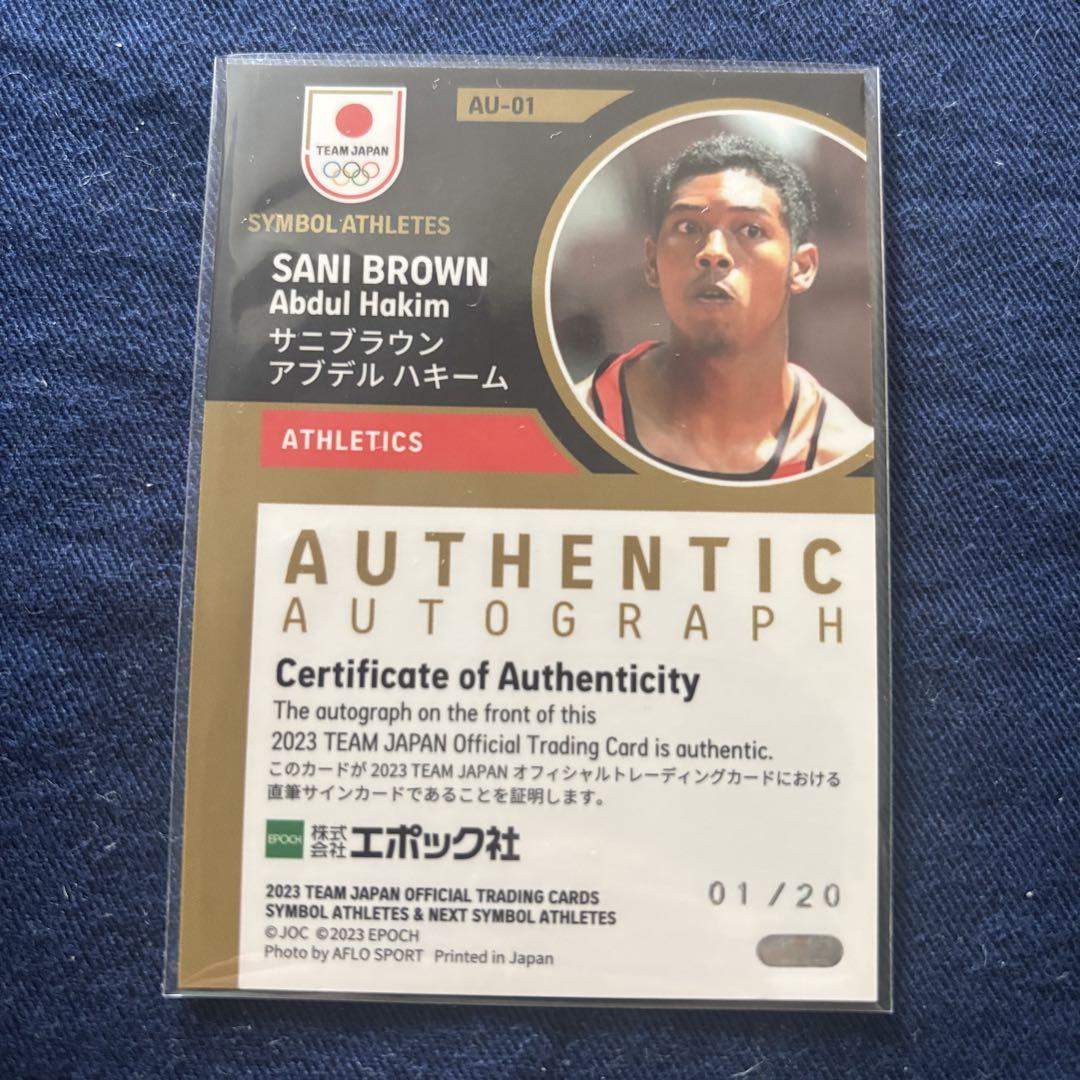 AU-01
TEAM JAPAN
SYMBOL ATHLETES
SANI BROWN
Abdul Hakim
サニブラウン
アブデル ハキーム
ATHLETICS
AUTHENTIC
AUTOGRAPH
Certificate of Authenticity
The autograph on the front of this
2023 TEAM JAPAN Official Trading Card is authentic.
このカードが 2023 TEAM JAPAN オフィシャルトレーディングカードにおける
直筆サインカードであることを証明します。
EPOCH 株式会社エポック社
01/20
2023 TEAM JAPAN OFFICIAL TRADING CARDS
SYMBOL ATHLETES & NEXT SYMBOL ATHLETES
©JOC ©2023 EPOCH
Photo by AFLO SPORT Printed in Japan